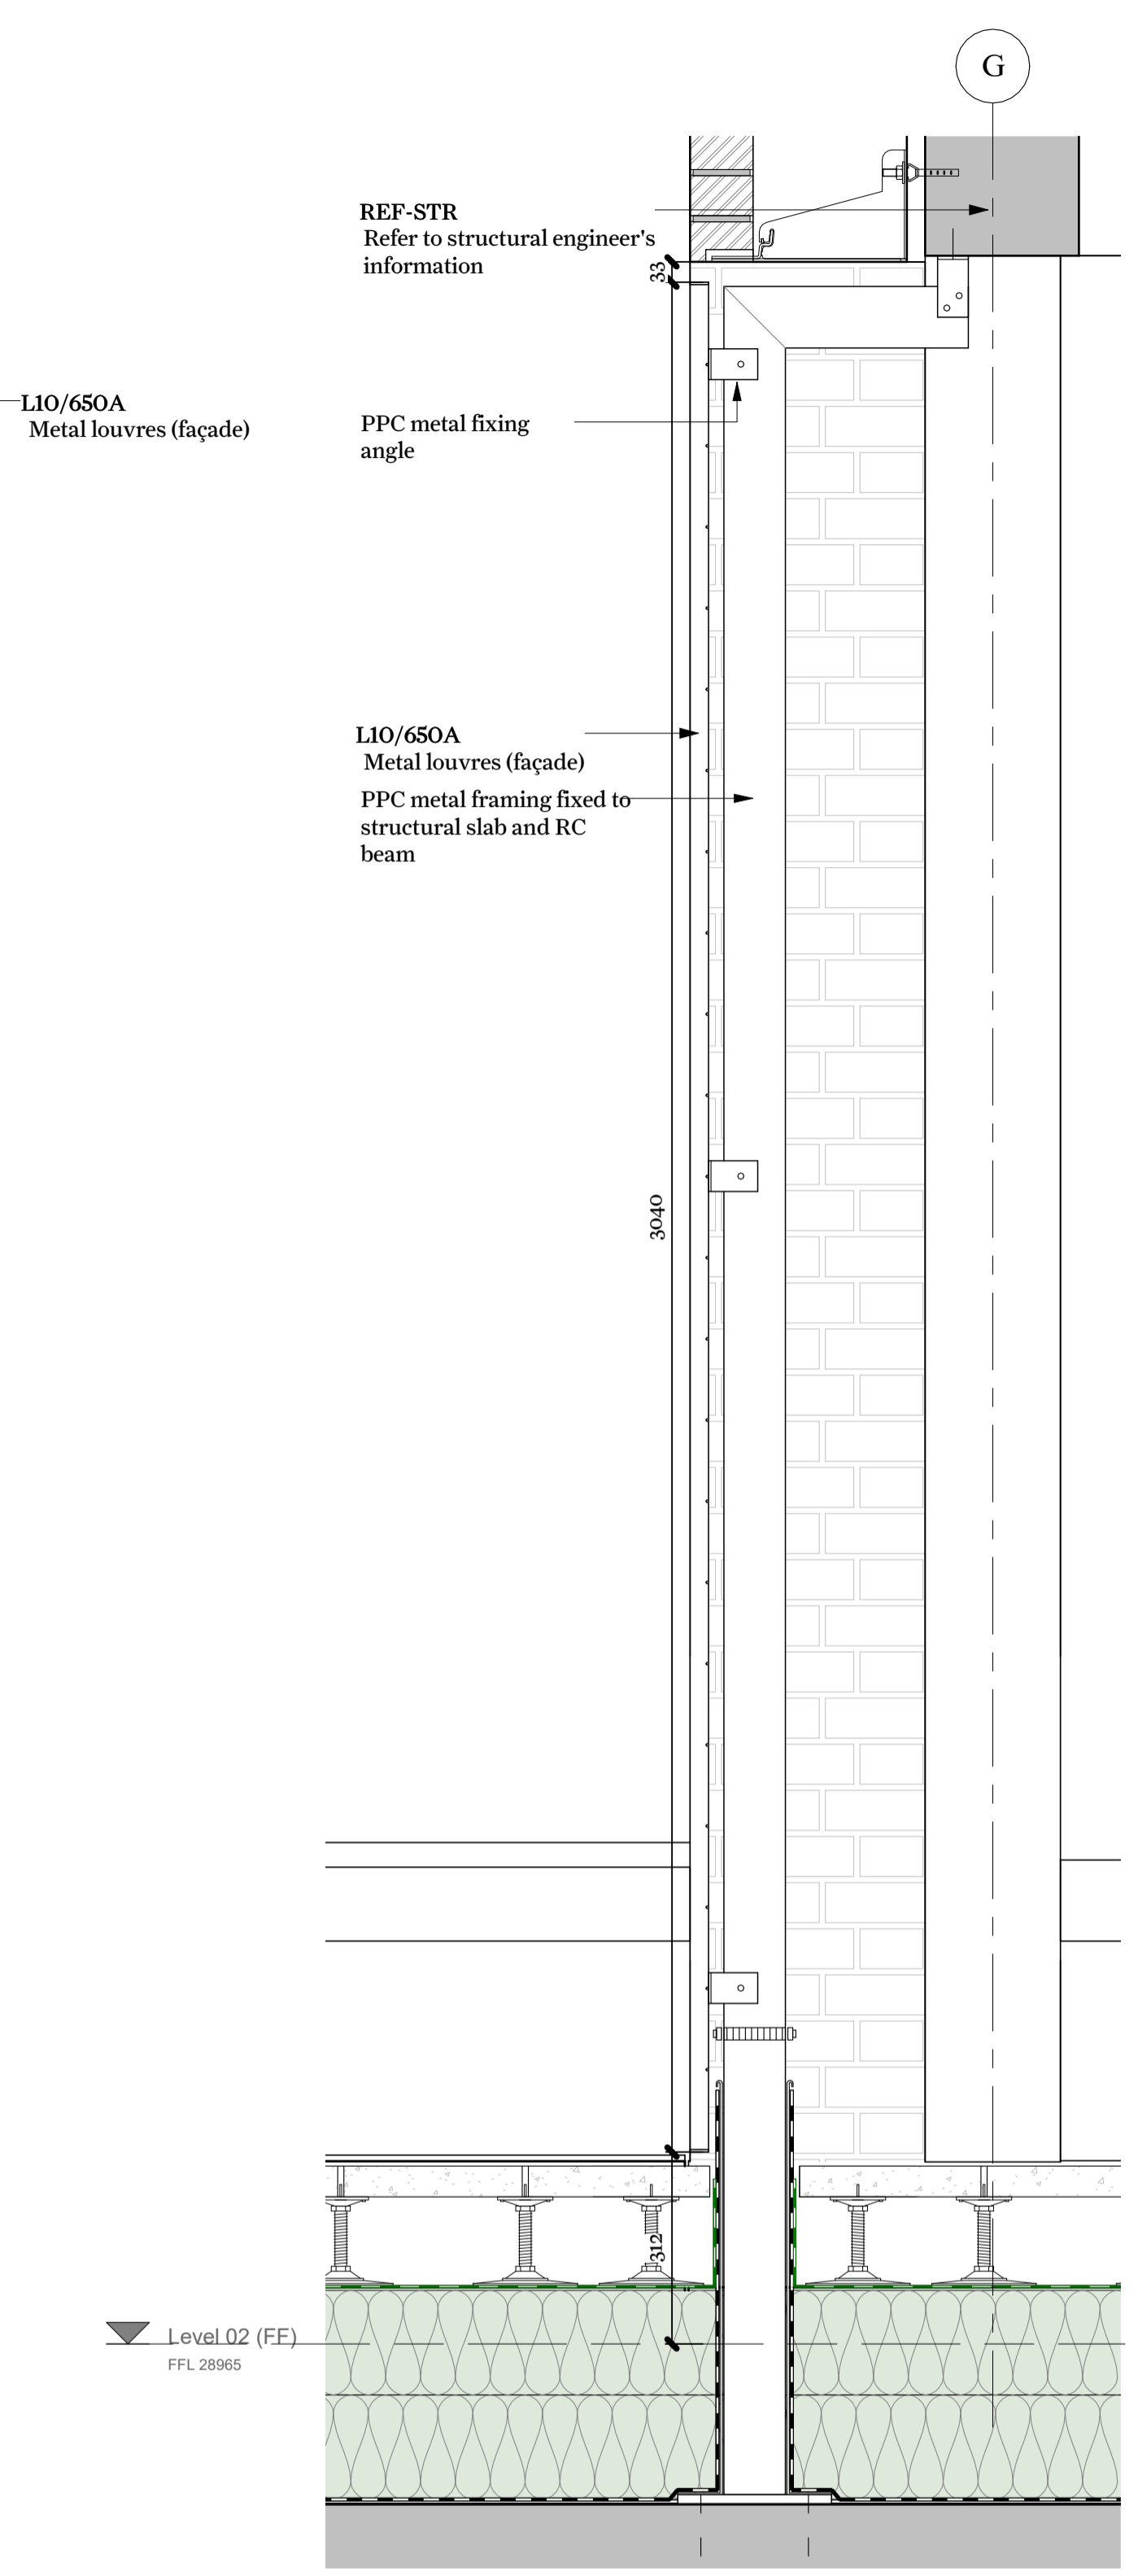 G
REF-STR
Refer to structural engineer's
information
33
L10/650A
Metal louvres (façade)
PPC metal fixing
angle
L10/650A
Metal louvres (façade)
PPC metal framing fixed to
structural slab and RC
beam
3040
312
Level 02 (FF)
FFL 28965